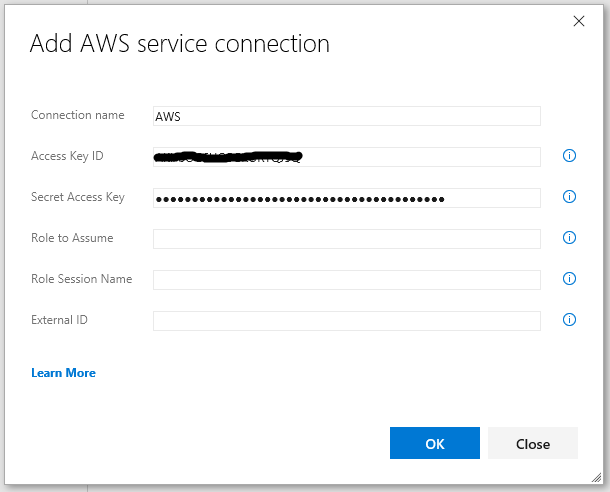 Add AWS service connection
Connection name AWS
Access Key ID
Secret Access Key ••••••••••••••••••••••••••••••••••••••••
Role to Assume
Role Session Name
External ID
Learn More
OK Close